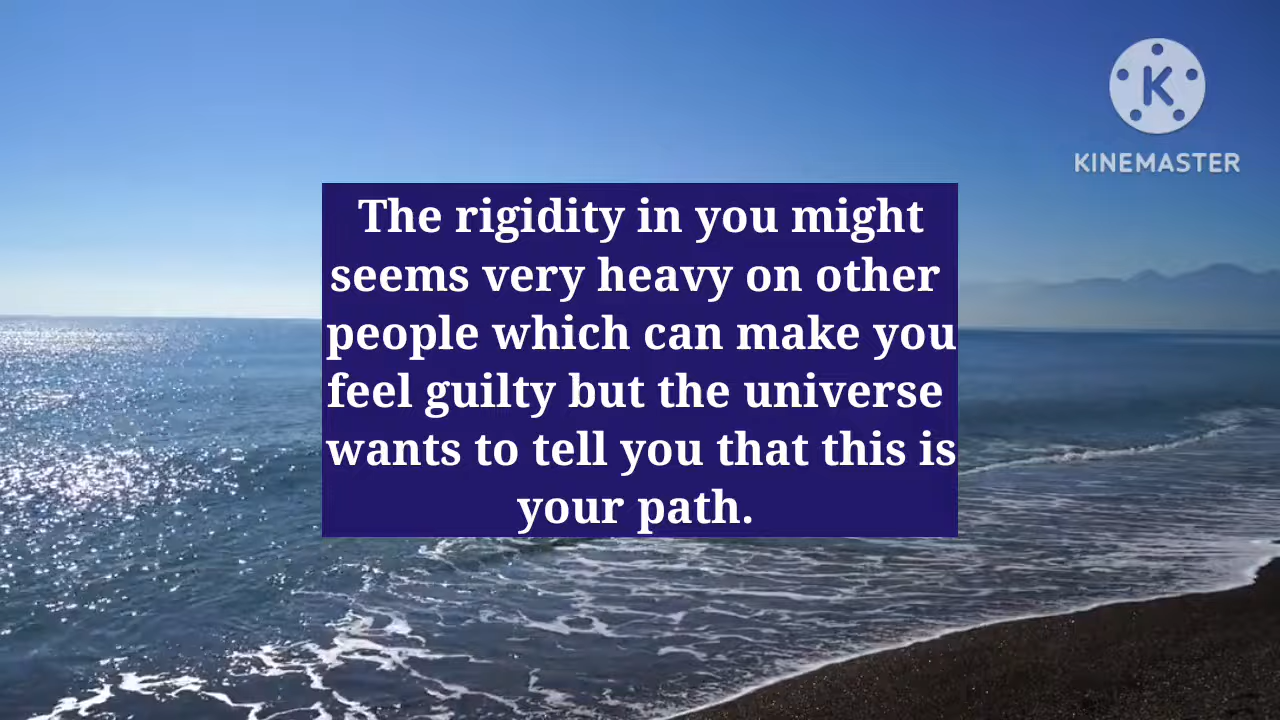 K
KINEMASTER
The rigidity in you might
seems very heavy on other
people which can make you
feel guilty but the universe
wants to tell you that this is
your path.